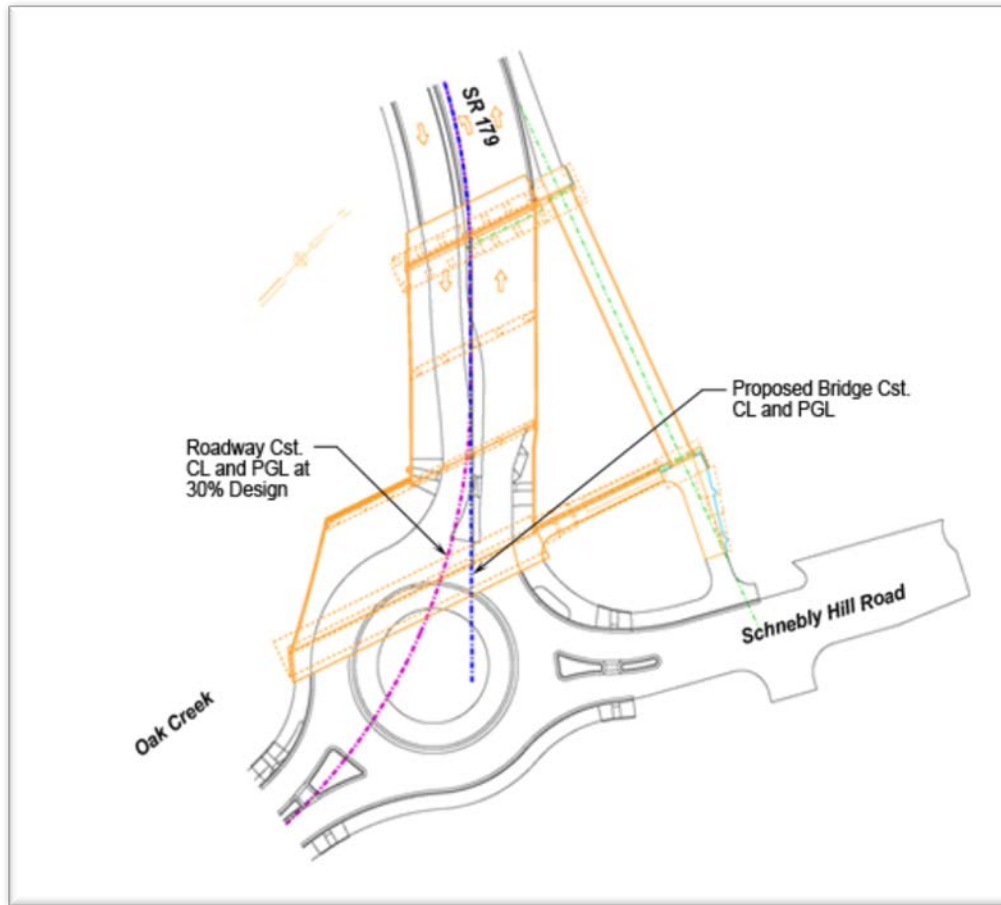 SR 179
Proposed Bridge Cst.
CL and PGL
Roadway Cst.
CL and PGL at
30% Design
Schnebly Hill Road
Oak Creek